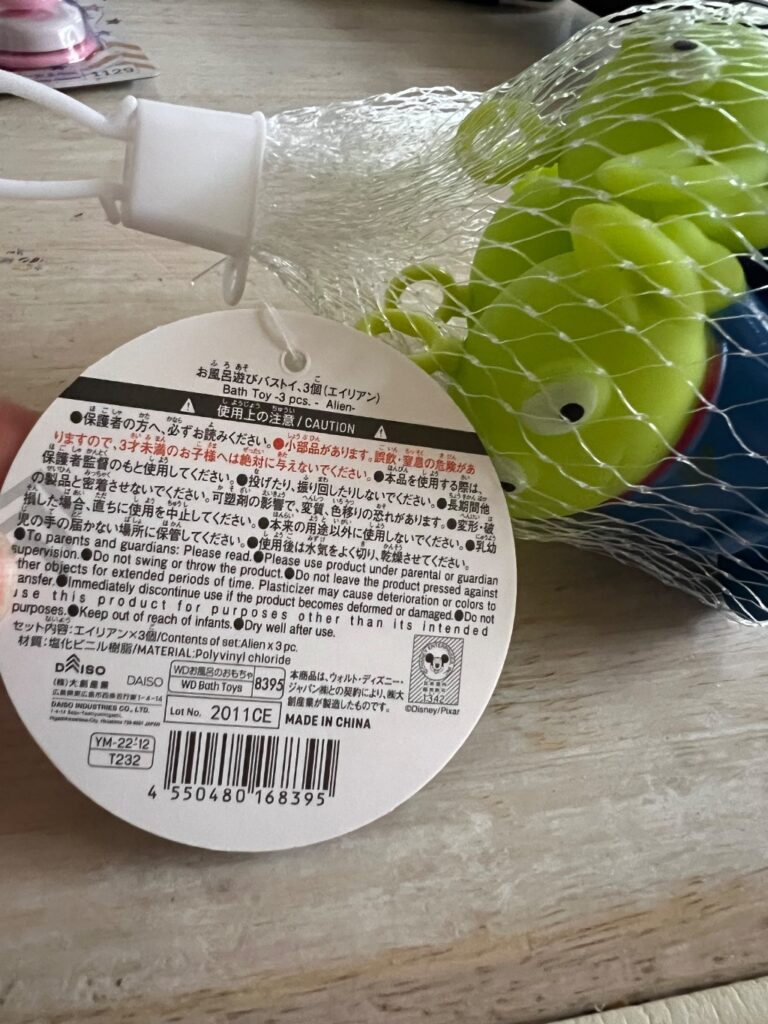 1129
お風呂遊びバストイ、3個(エイリアン)
Bath Toy -3 pcs. - Alien-
使用上の注意/CAUTION
●保護者の方へ、必ずお読みください。●小部品があります。誤飲・窒息の危険があ
りますので、3才未満のお子様へは絶対に与えないでください。●本品を使用する際は、
保護者監督のもと使用してください。●投げたり、振り回したりしないでください。●長期間他
の製品と密着させないでください。可塑剤の影響で、変質、色移りの恐れがあります。●変形・破
損した場合、直ちに使用を中止してください。●本来の用途以外に使用しないでください。●乳幼
児の手の届かない場所に保管してください。●使用後は水気をよく切り、乾燥させてください。
●To parents and guardians: Please read.●Please use product under parental or guardian
supervision.●Do not swing or throw the product.●Do not leave the product pressed against
ther objects for extended periods of time. Plasticizer may cause deterioration or colors to
ansfer.●Immediately discontinue use if the product becomes deformed or damaged.●Do not
use this product for purposes other than its intended
purposes.●Keep out of reach of infants.●Dry well after use.
セット内容:エイリアン×3個/Contents of set:Alien x 3 pc.
材質:塩化ビニル樹脂/MATERIAL:Polyvinyl chloride
DAISO DAISO
(株)大創産業
広島県東広島市西条吉行東1-4-14
DAISO INDUSTRIES CO., LTD.
WDお風呂のおもちゃ
WD Bath Toys
8395
Lot No. 2011CE
本商品は、ウォルト・ディズニー・
ジャパン(株)との契約により、(株)大
創産業が製造したものです。
MADE IN CHINA
1342
©Disney/Pixar
YM-22-12
T232
4 550480 168395